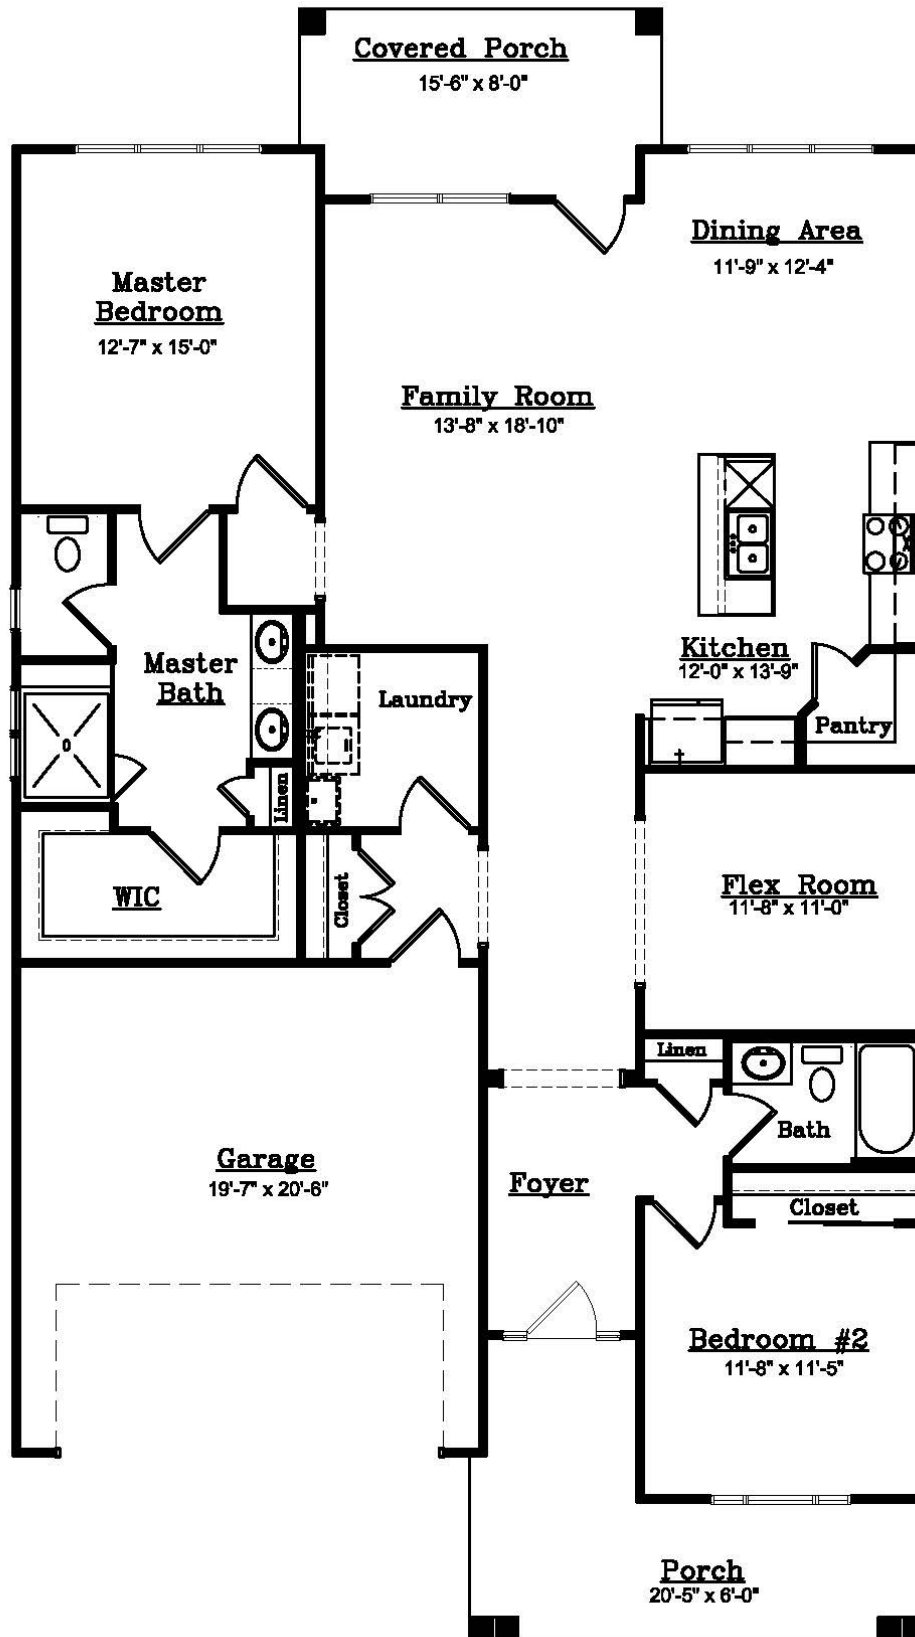 Covered Porch
15'-6" x 8'-0"
Dining Area
11'-9" x 12'-4"
Master
Bedroom
12'-7" x 15'-0"
Family Room
13'-8" x 18'-10"
Kitchen
12'-0" x 13'-9"
Master
Bath
Laundry
Pantry
Linen
WIC
Closet
Flex Room
11'-8" x 11'-0"
Linen
Bath
Garage
19'-7" x 20'-6"
Foyer
Closet
Bedroom #2
11'-8" x 11'-5"
Porch
20'-5" x 6'-0"